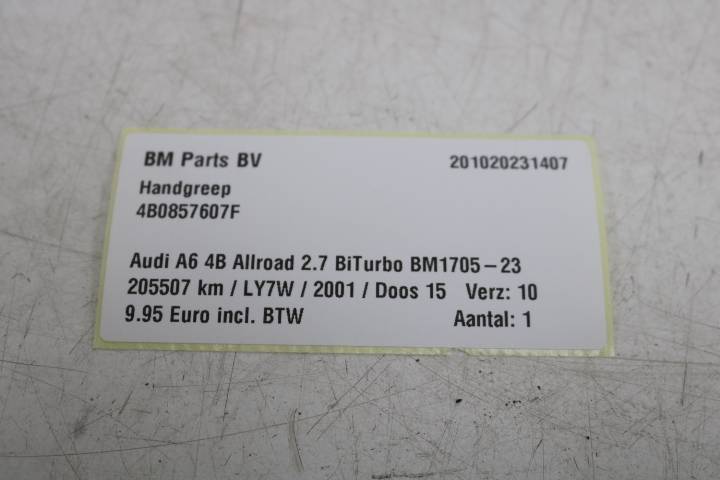 BM Parts BV 201020231407
Handgreep
4B0857607F
Audi A6 4B Allroad 2.7 BiTurbo BM1705-23
205507 km / LY7W / 2001 / Doos 15 Verz: 10
9.95 Euro incl. BTW Aantal: 1